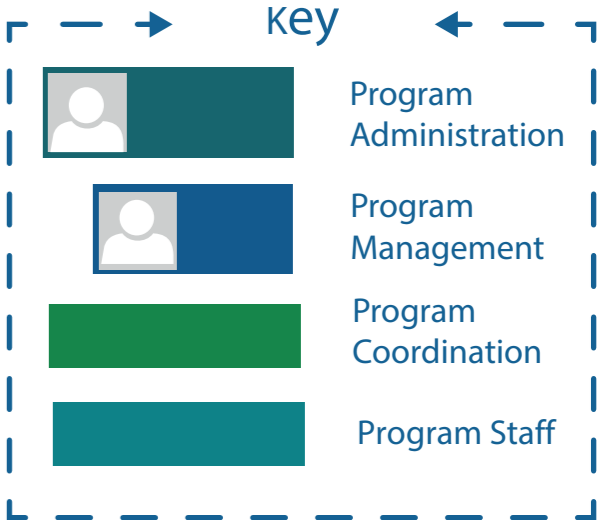 Key
Program
Administration
Program
Management
Program
Coordination
Program Staff